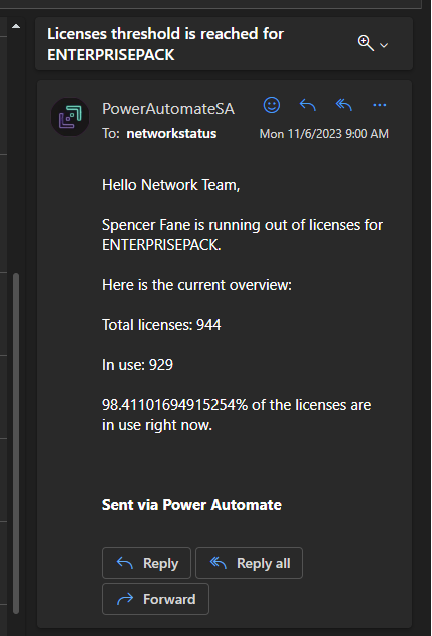 Licenses threshold is reached for
ENTERPRISEPACK
PowerAutomateSA
To: networkstatus
Mon 11/6/2023 9:00 AM
Hello Network Team,
Spencer Fane is running out of licenses for
ENTERPRISEPACK.
Here is the current overview:
Total licenses: 944
In use: 929
98.41101694915254% of the licenses are
in use right now.
Sent via Power Automate
Reply
Reply all
Forward